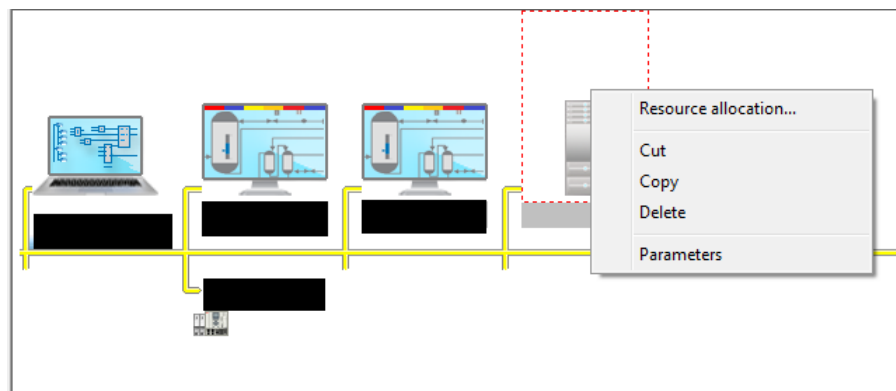 Resource allocation...
Cut
Copy
Delete
Parameters